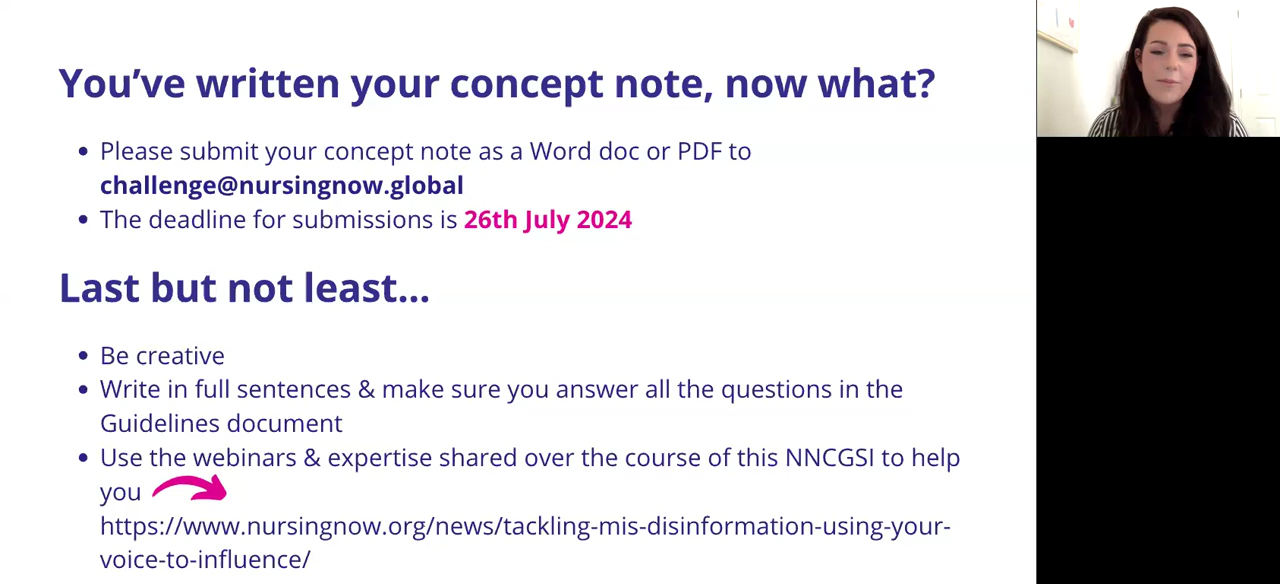 You’ve written your concept note, now what?
• Please submit your concept note as a Word doc or PDF to
challenge@nursingnow.global
• The deadline for submissions is 26th July 2024
Last but not least...
• Be creative
• Write in full sentences & make sure you answer all the questions in the
Guidelines document
• Use the webinars & expertise shared over the course of this NNCGSI to help
you
https://www.nursingnow.org/news/tackling-mis-disinformation-using-your-
voice-to-influence/